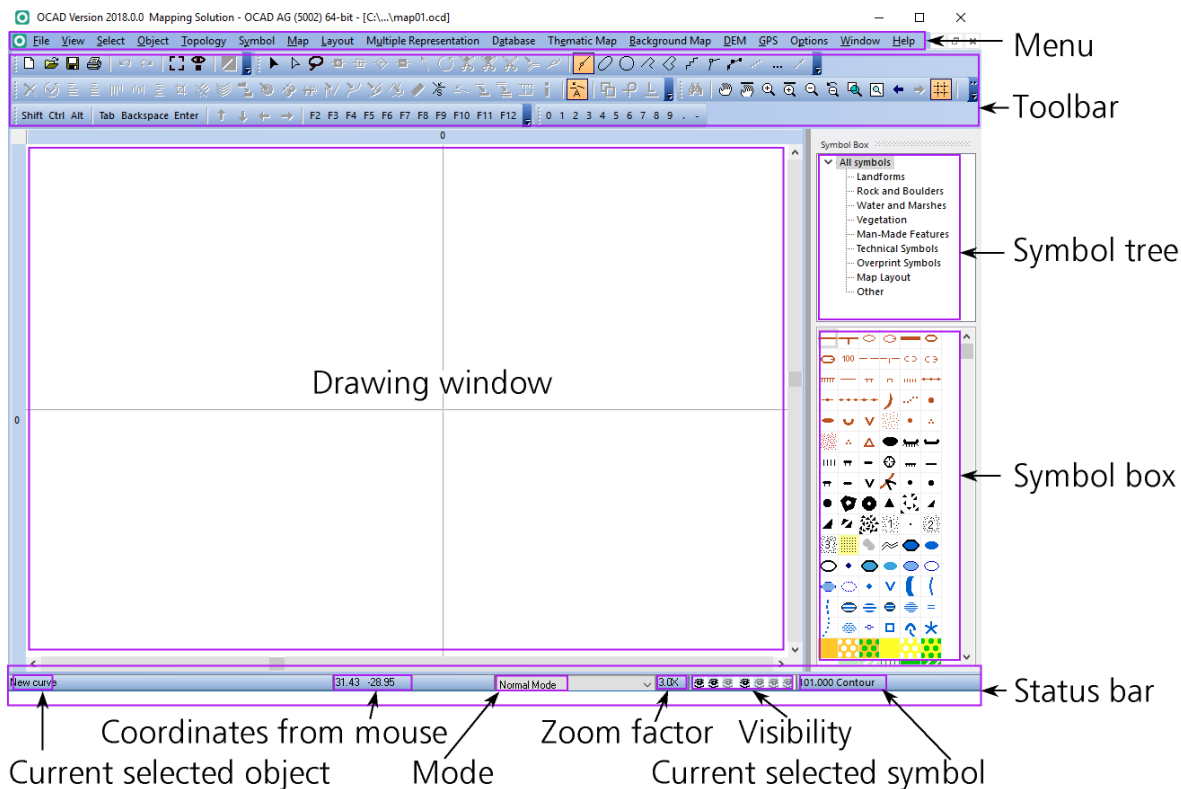 OCAD Version 2018.0.0 Mapping Solution - OCAD AG (5002) 64-bit - [C:\...\map01.ocd]
File View Select Object Topology Symbol Map Layout Multiple Representation Database Thematic Map Background Map DEM GPS Options Window Help
Menu
Toolbar
Shift Ctrl Alt Tab Backspace Enter F2 F3 F4 F5 F6 F7 F8 F9 F10 F11 F12 0 1 2 3 4 5 6 7 8 9 . -
0
Symbol Box
All symbols
Landforms
Rock and Boulders
Water and Marshes
Vegetation
Man-Made Features
Technical Symbols
Overprint Symbols
Map Layout
Other
Symbol tree
100
Drawing window
0
Symbol box
1 2
3
New curve 31.43 -28.95 Normal Mode 3.0X 101.000 Contour
Status bar
Coordinates from mouse Zoom factor Visibility
Current selected object Mode Current selected symbol